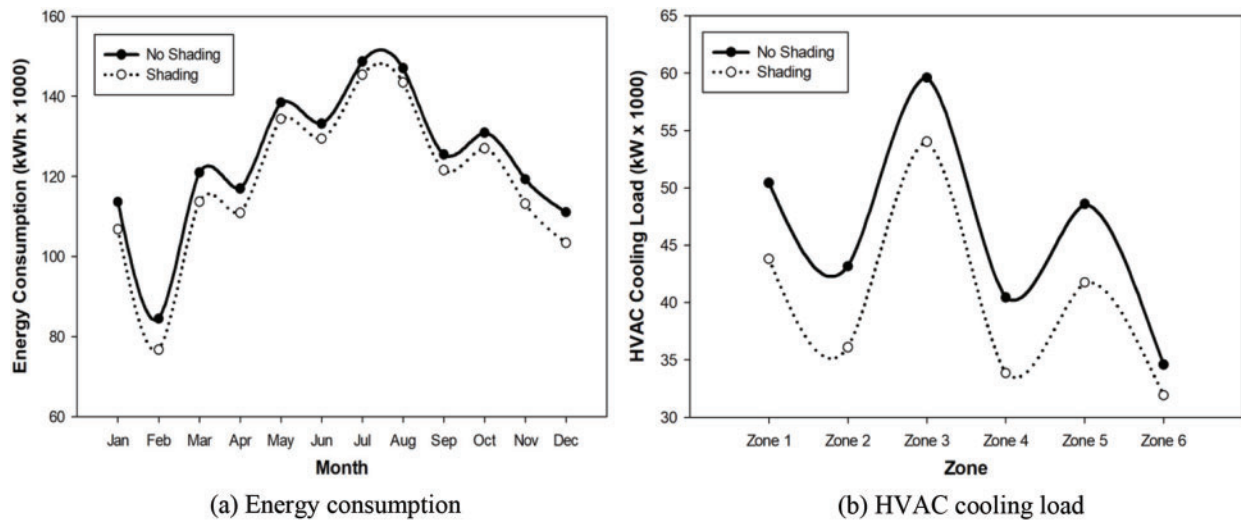 160
140
120
100
80
60
Energy Consumption (kWh x 1000)
No Shading
Shading
Jan Feb Mar Apr May Jun Jul Aug Sep Oct Nov Dec
Month
(a) Energy consumption
65
60
55
50
45
40
35
30
HVAC Cooling Load (kW x 1000)
No Shading
Shading
Zone 1 Zone 2 Zone 3 Zone 4 Zone 5 Zone 6
Zone
(b) HVAC cooling load